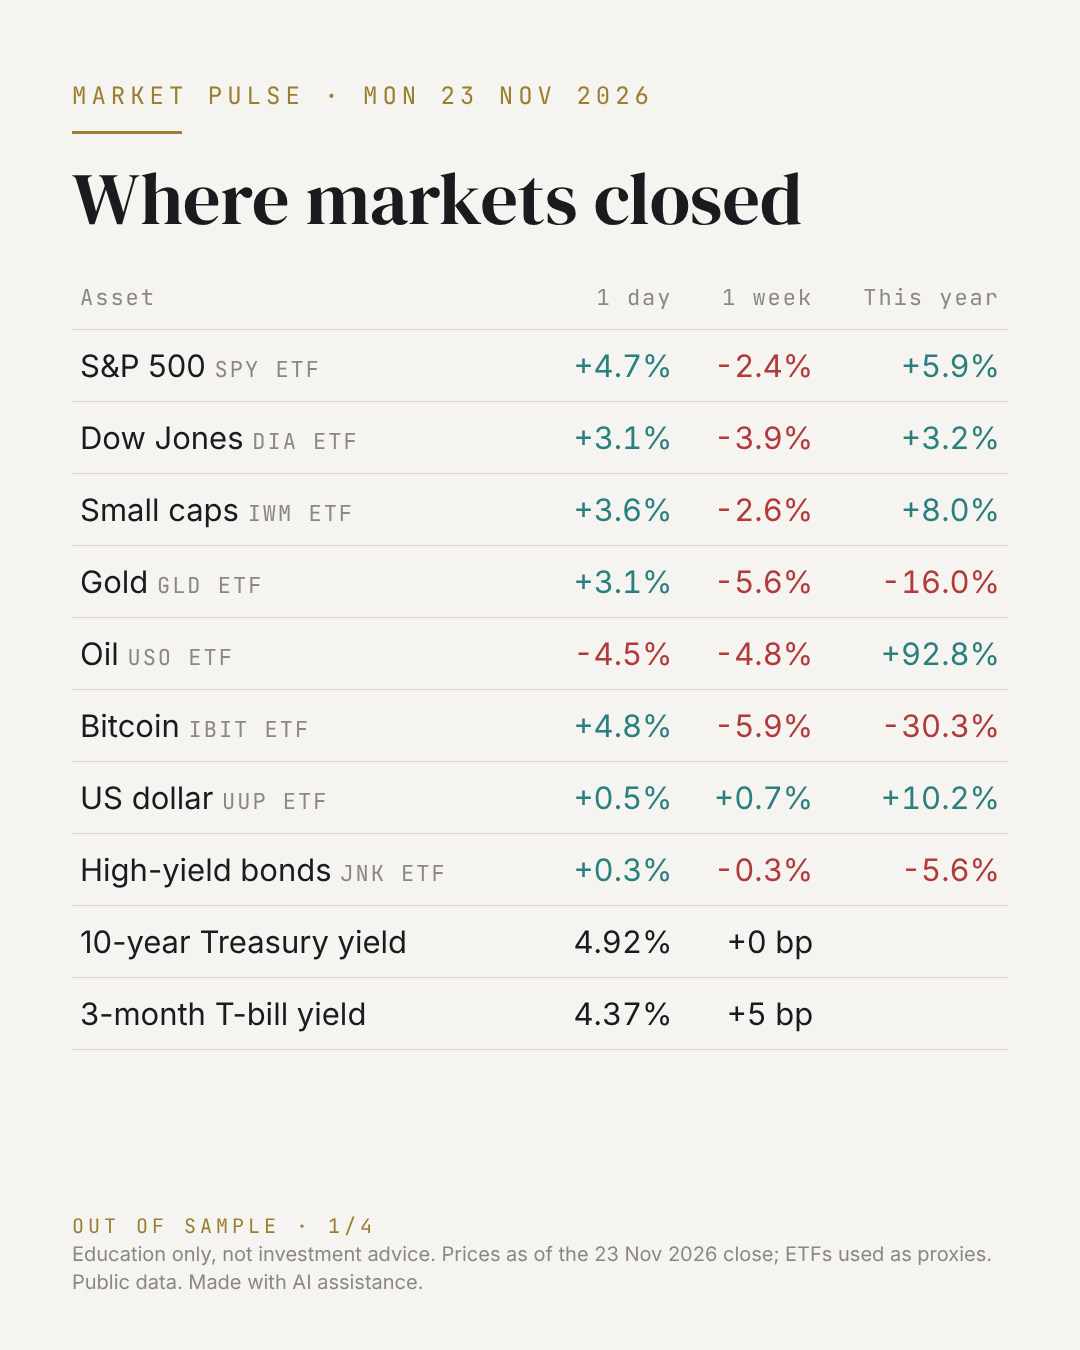 MARKET PULSE · MON 23 NOV 2026
Where markets closed
Asset 1 day 1 week This year
S&P 500 SPY ETF +4.7% -2.4% +5.9%
Dow Jones DIA ETF +3.1% -3.9% +3.2%
Small caps IWM ETF +3.6% -2.6% +8.0%
Gold GLD ETF +3.1% -5.6% -16.0%
Oil USO ETF -4.5% -4.8% +92.8%
Bitcoin IBIT ETF +4.8% -5.9% -30.3%
US dollar UUP ETF +0.5% +0.7% +10.2%
High-yield bonds JNK ETF +0.3% -0.3% -5.6%
10-year Treasury yield 4.92% +0 bp
3-month T-bill yield 4.37% +5 bp
OUT OF SAMPLE · 1/4
Education only, not investment advice. Prices as of the 23 Nov 2026 close; ETFs used as proxies.
Public data. Made with AI assistance.